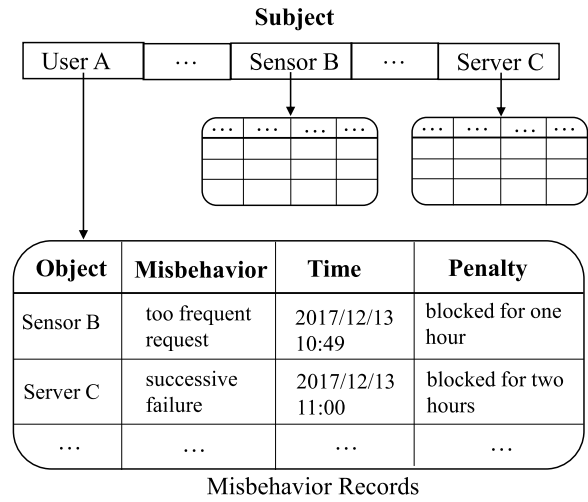 Subject
User A … Sensor B … Server C
… … … … … … … …
Object Misbehavior Time Penalty
Sensor B too frequent 2017/12/13 blocked for one
request 10:49 hour
Server C successive 2017/12/13 blocked for two
failure 11:00 hours
… … … …
Misbehavior Records